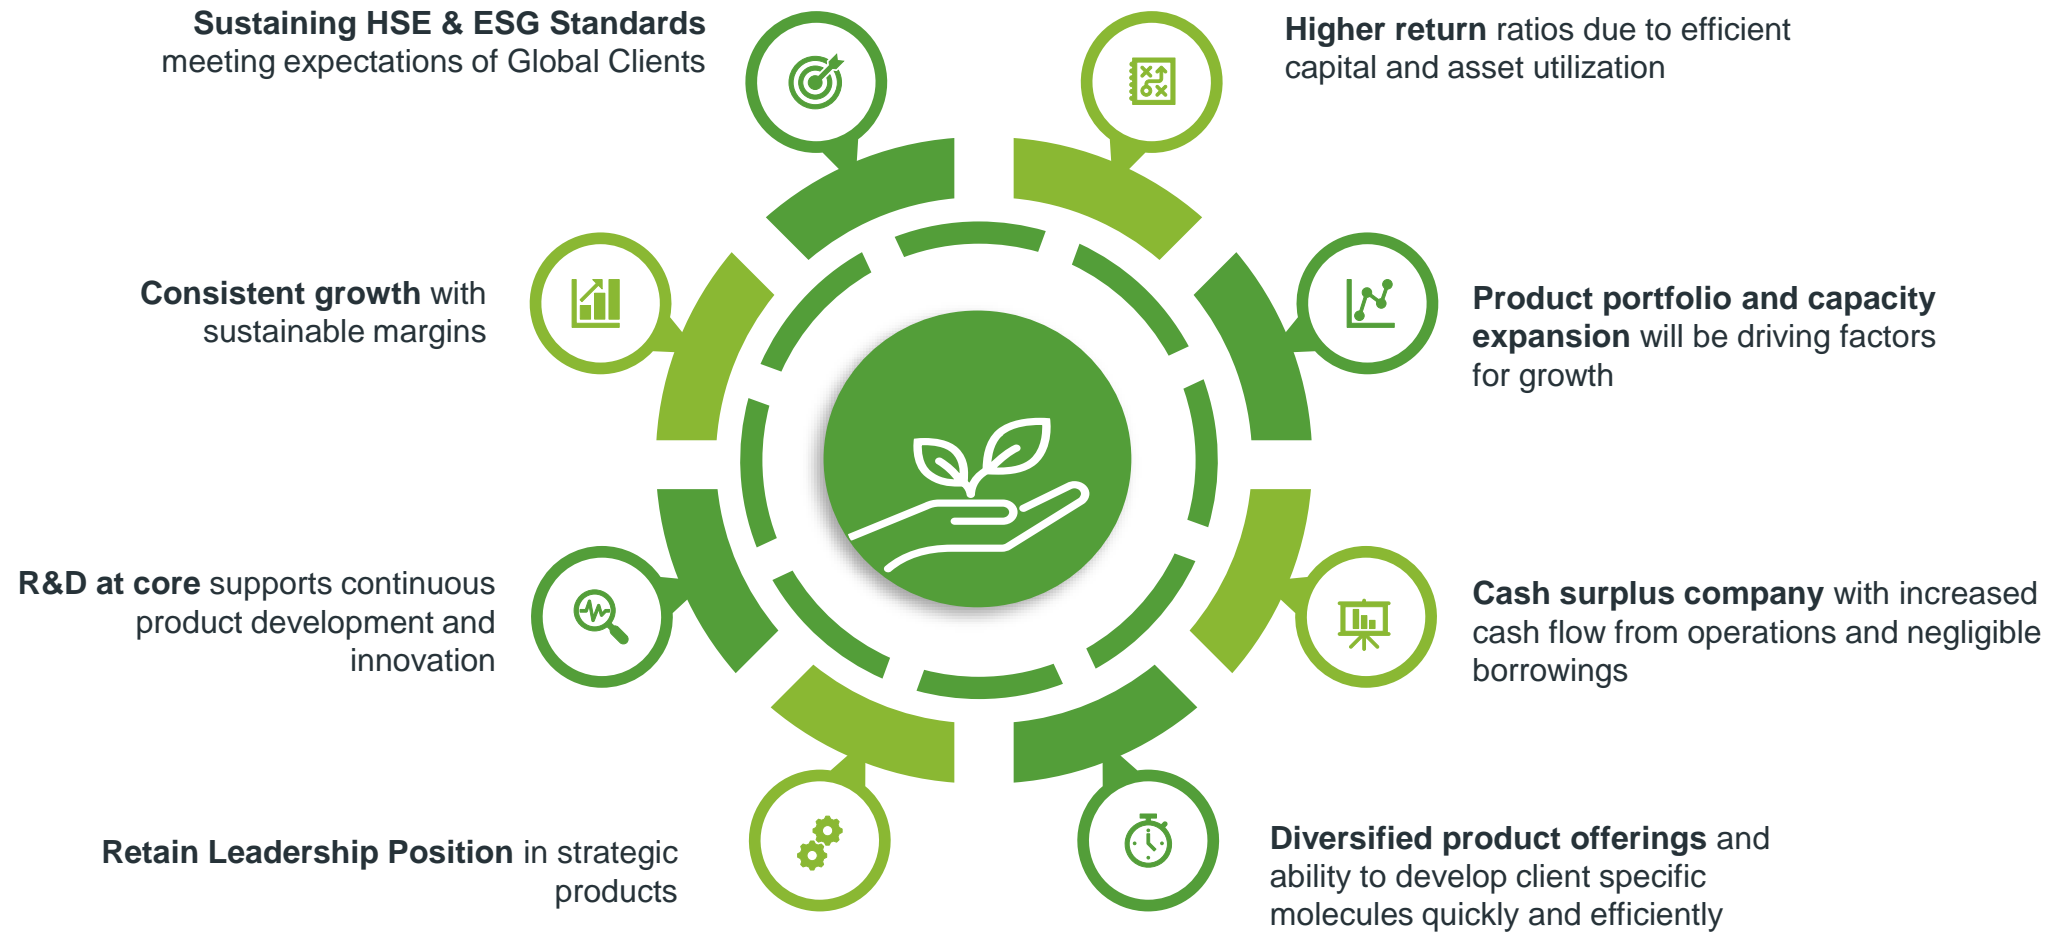 Sustaining HSE & ESG Standards
meeting expectations of Global Clients
Higher return ratios due to efficient
capital and asset utilization
Consistent growth with
sustainable margins
Product portfolio and capacity
expansion will be driving factors
for growth
R&D at core supports continuous
product development and
innovation
Cash surplus company with increased
cash flow from operations and negligible
borrowings
Retain Leadership Position in strategic
products
Diversified product offerings and
ability to develop client specific
molecules quickly and efficiently